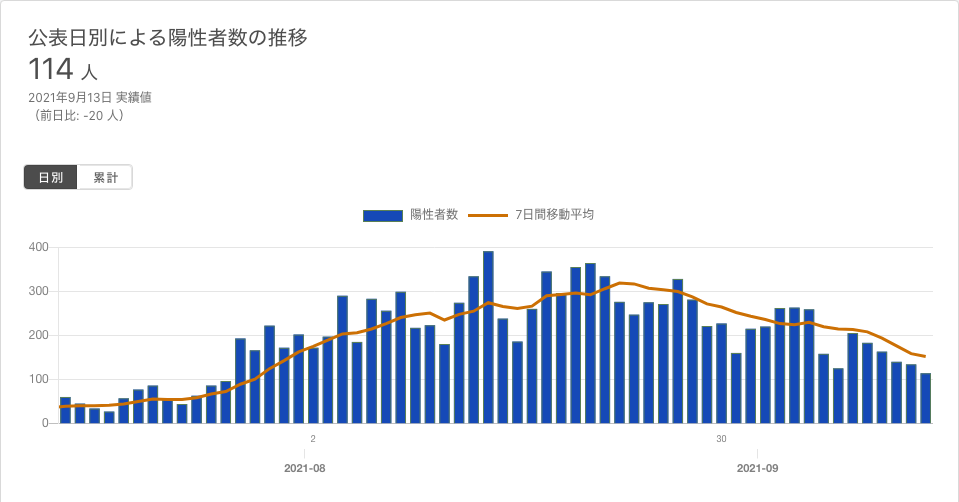 公表日別による陽性者数の推移
114 人
2021年9月13日 実績値
（前日比: -20 人）
日別 累計
陽性者数 7日間移動平均
400
300
200
100
0
2 30
2021-08 2021-09